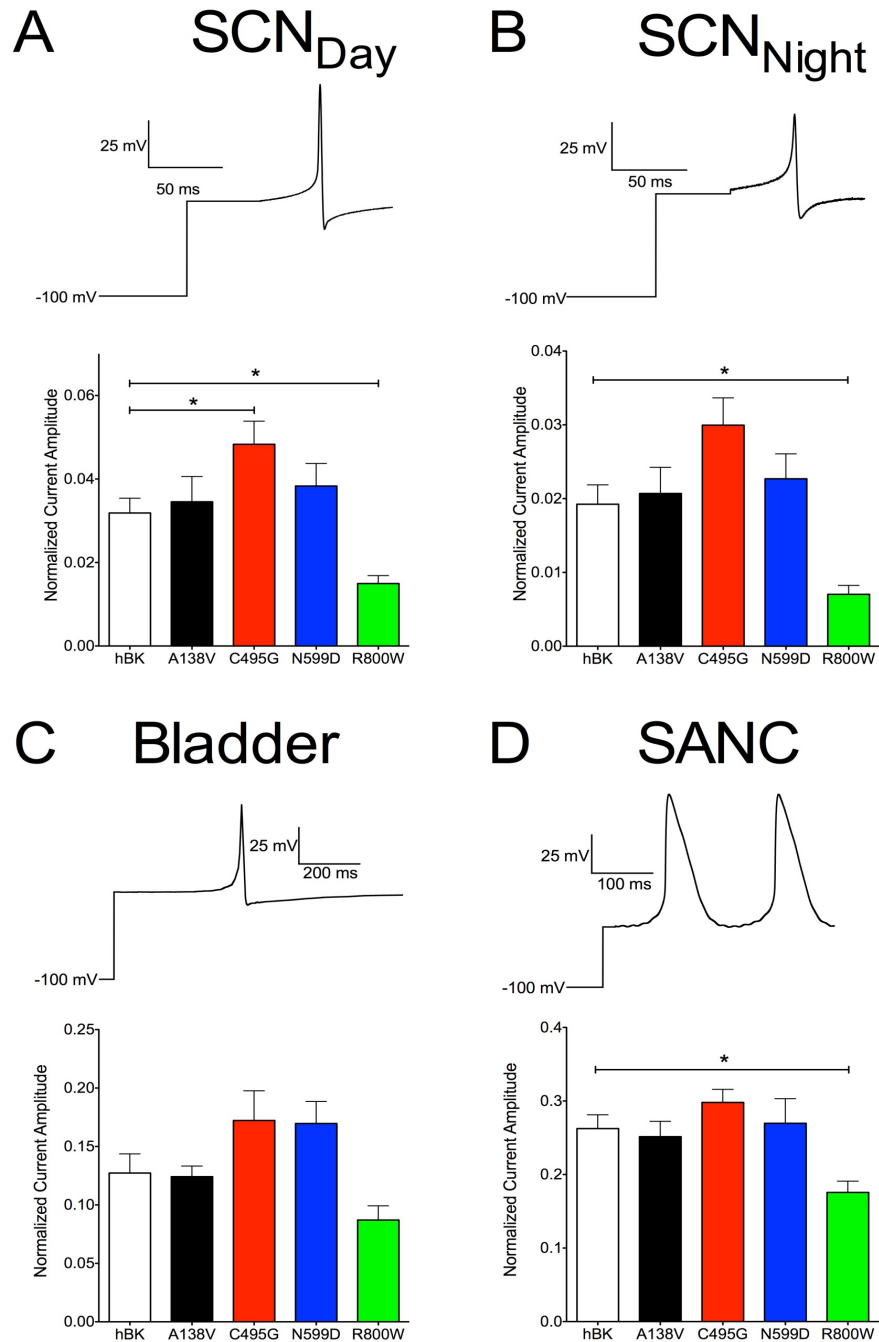 A SCN Day
25 mV
50 ms
-100 mV
Normalized Current Amplitude
0.06
0.04
0.02
0.00
*
*
hBK A138V C495G N599D R800W
B SCN Night
25 mV
50 ms
-100 mV
Normalized Current Amplitude
0.04
0.03
0.02
0.01
0.00
*
hBK A138V C495G N599D R800W
C Bladder
25 mV
200 ms
-100 mV
Normalized Current Amplitude
0.25
0.20
0.15
0.10
0.05
0.00
hBK A138V C495G N599D R800W
D SANC
25 mV
100 ms
-100 mV
Normalized Current Amplitude
0.4
0.3
0.2
0.1
0.0
*
hBK A138V C495G N599D R800W